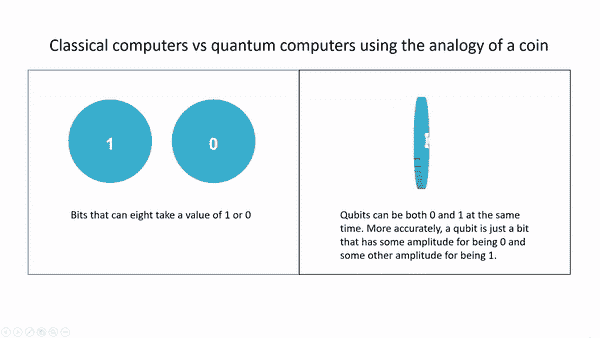 Classical computers vs quantum computers using the analogy of a coin
1
0
Bits that can eight take a value of 1 or 0
Qubits can be both 0 and 1 at the same
time. More accurately, a qubit is just a bit
that has some amplitude for being 0 and
some other amplitude for being 1.